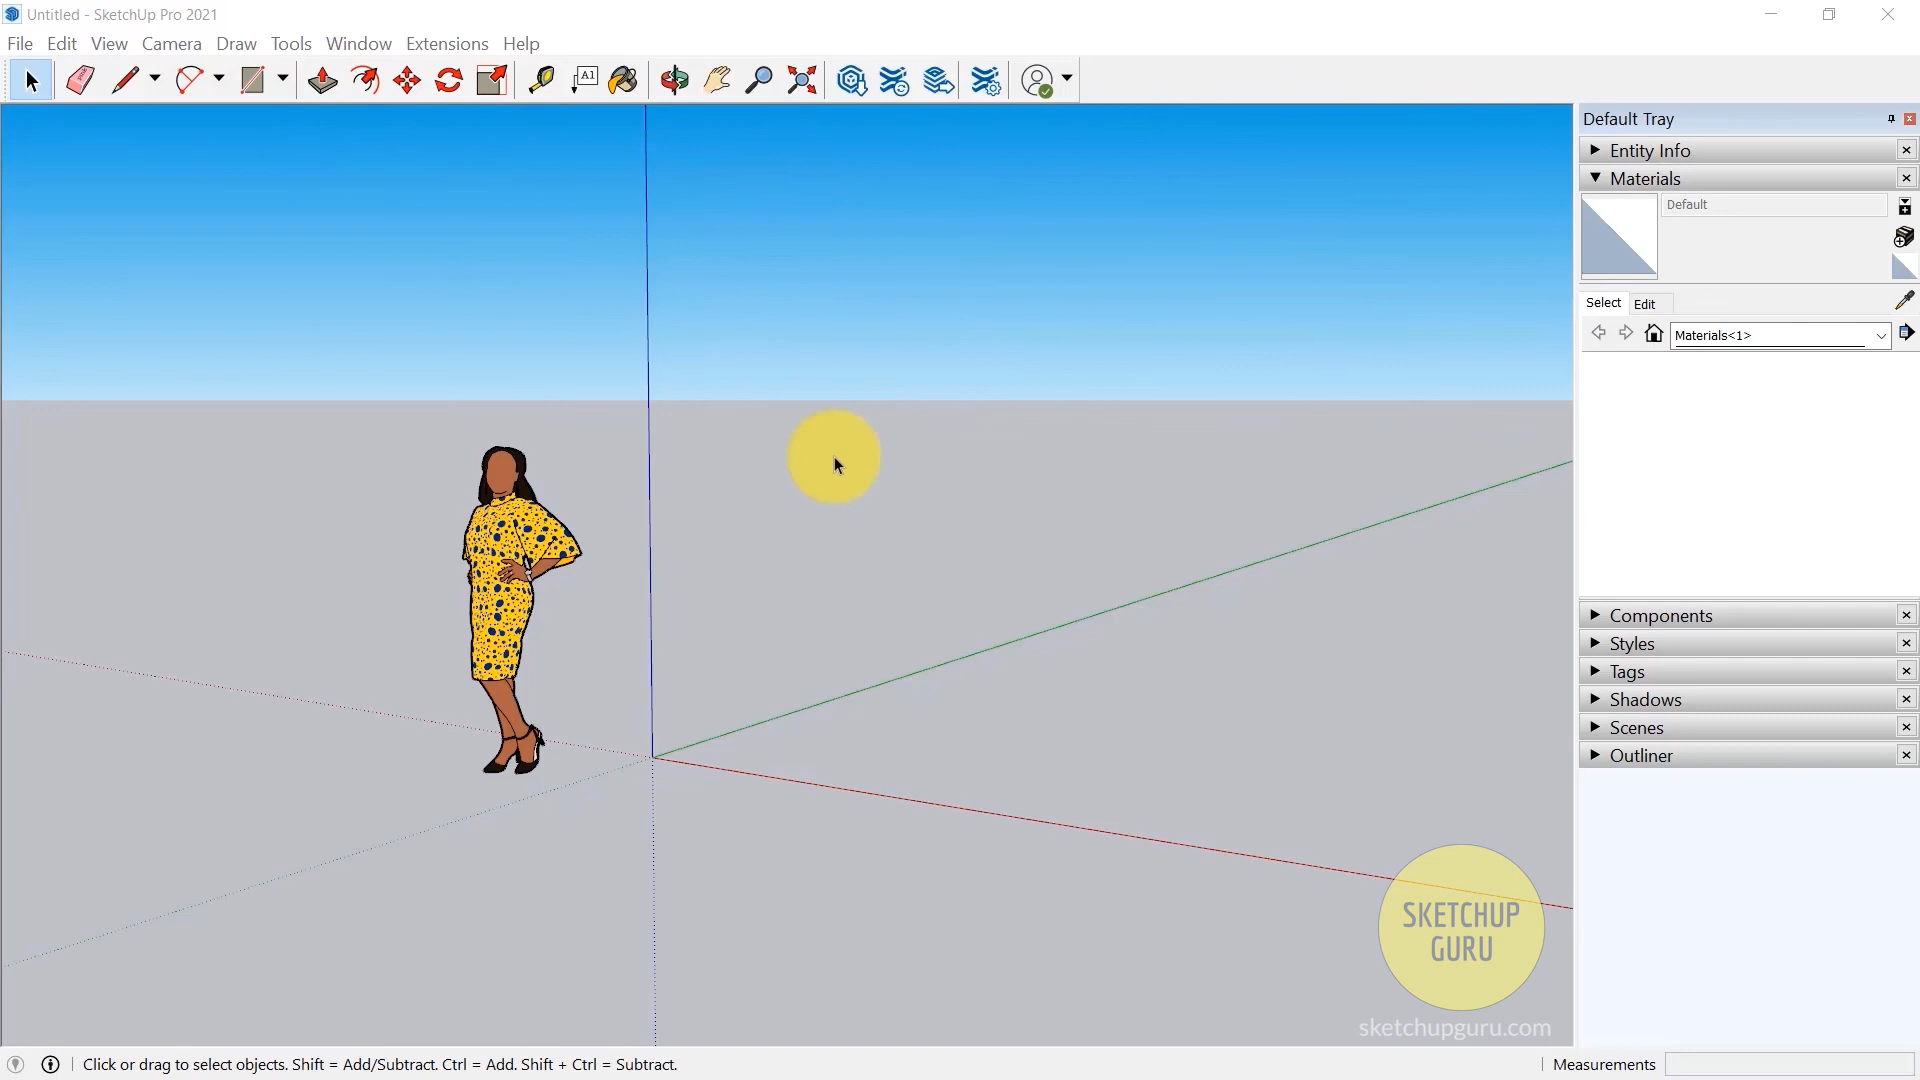 Untitled - SketchUp Pro 2021
File Edit View Camera Draw Tools Window Extensions Help
A1
Default Tray
Entity Info
Materials
Default
Select Edit
Materials<1>
Components
Styles
Tags
Shadows
Scenes
Outliner
SKETCHUP
GURU
sketchupguru.com
Click or drag to select objects. Shift = Add/Subtract. Ctrl = Add. Shift + Ctrl = Subtract.
Measurements